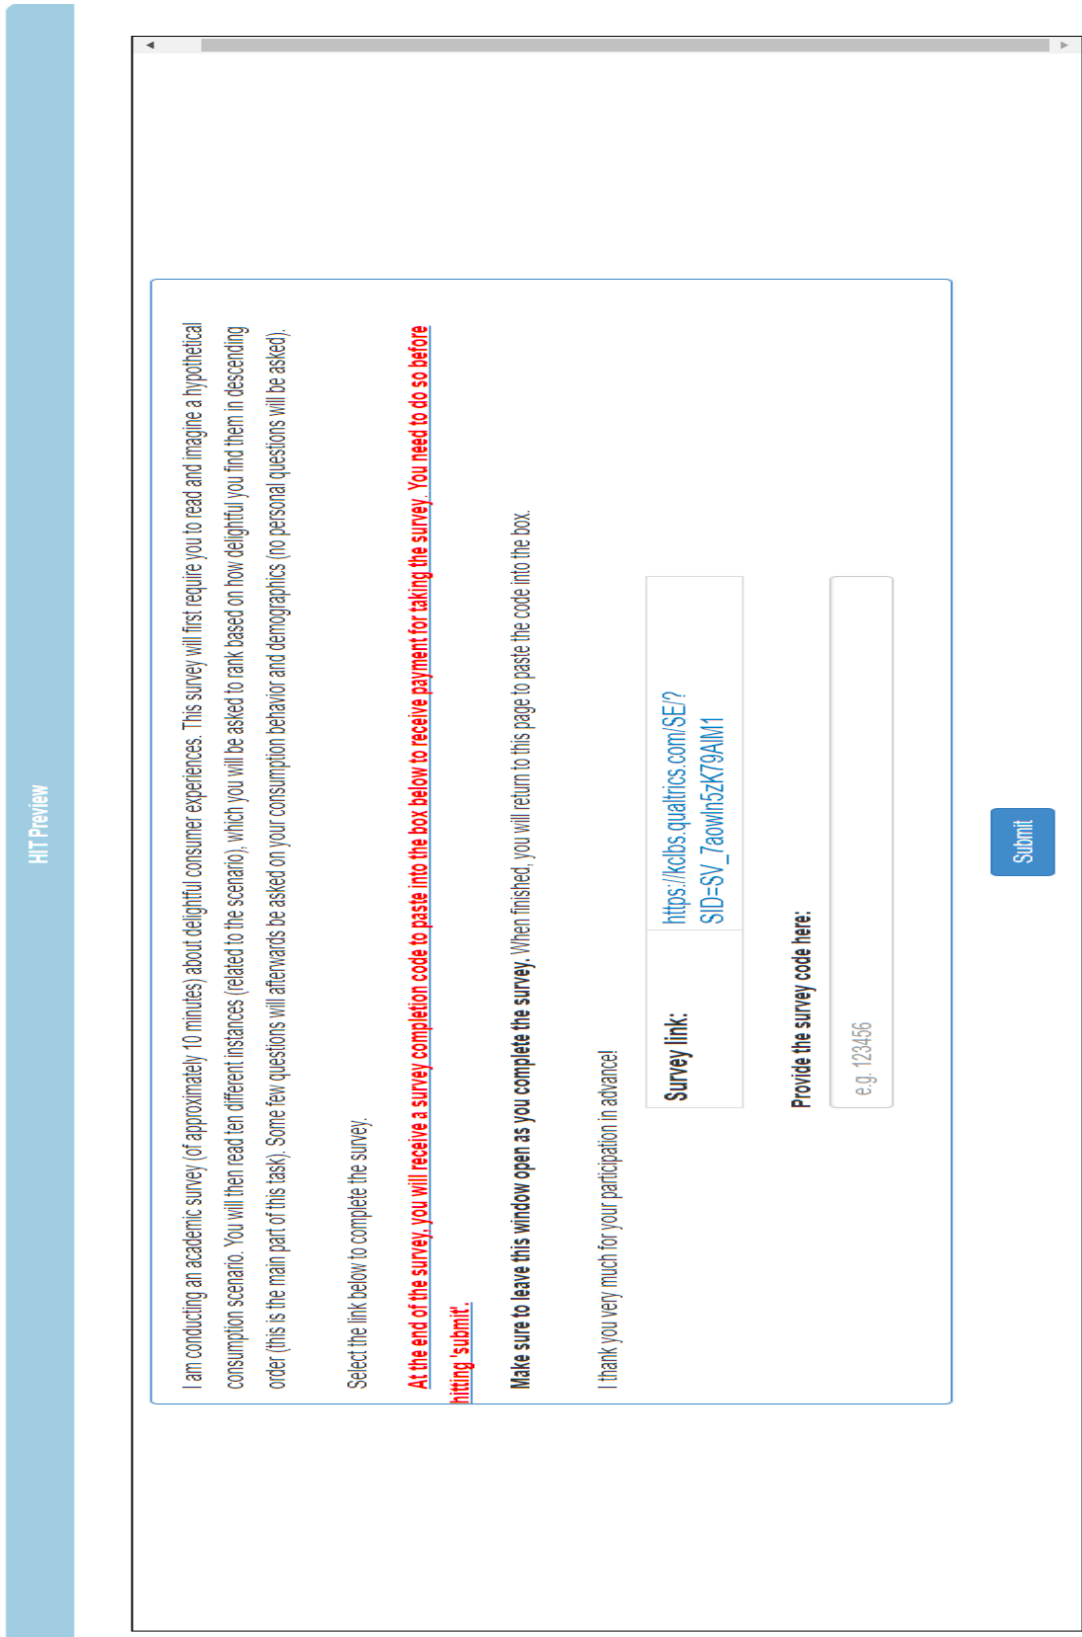 HIT Preview
I am conducting an academic survey (of approximately 10 minutes) about delightful consumer experiences. This survey will first require you to read and imagine a hypothetical
consumption scenario. You will then read ten different instances (related to the scenario), which you will be asked to rank based on how delightful you find them in descending
order (this is the main part of this task). Some few questions will afterwards be asked on your consumption behavior and demographics (no personal questions will be asked).
Select the link below to complete the survey.
At the end of the survey, you will receive a survey completion code to paste into the box below to receive payment for taking the survey. You need to do so before
hitting 'submit'.
Make sure to leave this window open as you complete the survey. When finished, you will return to this page to paste the code into the box.
I thank you very much for your participation in advance!
Survey link:
https://kclbs.qualtrics.com/SE/?
SID=SV_7aowln5zK79AIM1
Provide the survey code here:
e.g. 123456
Submit